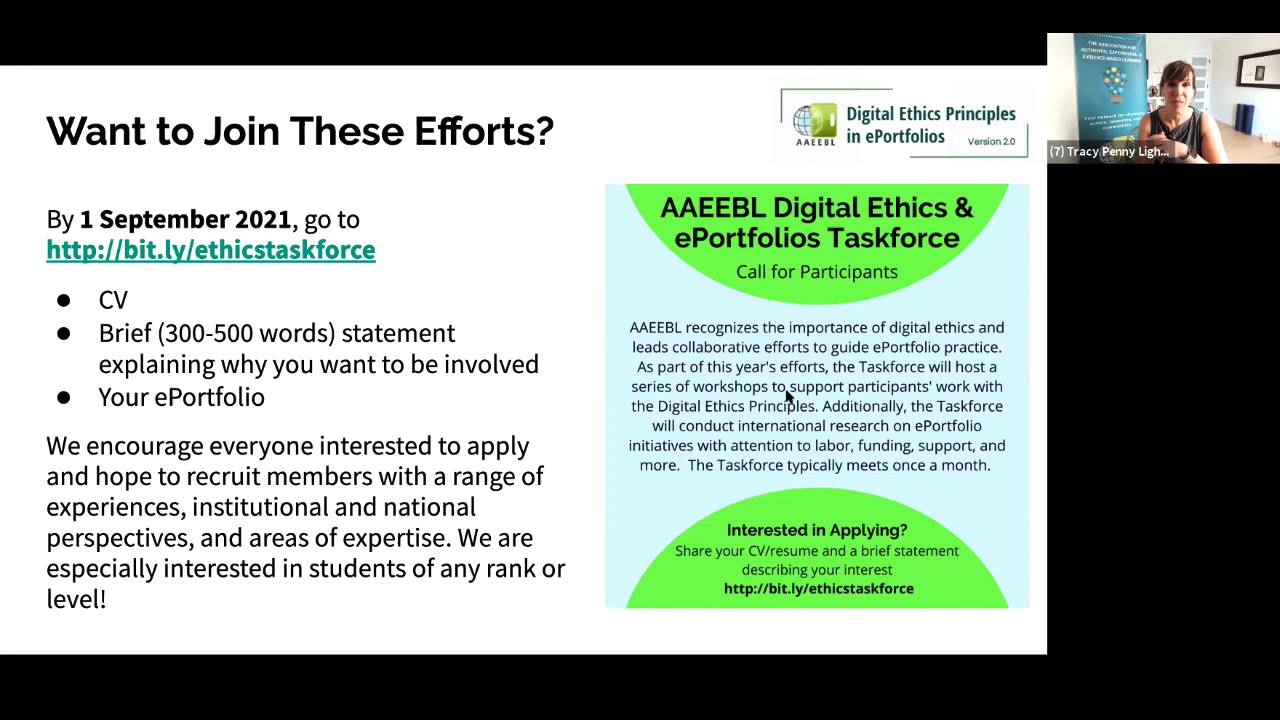 Want to Join These Efforts?
By 1 September 2021, go to
http://bit.ly/ethicstaskforce
● CV
● Brief (300-500 words) statement
explaining why you want to be involved
● Your ePortfolio
We encourage everyone interested to apply
and hope to recruit members with a range of
experiences, institutional and national
perspectives, and areas of expertise. We are
especially interested in students of any rank or
level!
AAEEBL
Digital Ethics Principles
in ePortfolios
Version 2.0
AAEEBL Digital Ethics &
ePortfolios Taskforce
Call for Participants
AAEEBL recognizes the importance of digital ethics and
leads collaborative efforts to guide ePortfolio practice.
As part of this year's efforts, the Taskforce will host a
series of workshops to support participants' work with
the Digital Ethics Principles. Additionally, the Taskforce
will conduct international research on ePortfolio
initiatives with attention to labor, funding, support, and
more. The Taskforce typically meets once a month.
Interested in Applying?
Share your CV/resume and a brief statement
describing your interest
http://bit.ly/ethicstaskforce
THE ASSOCIATION FOR
AUTHENTIC, EXPERIENTIAL &
EVIDENCE-BASED LEARNING
(7) Tracy Penny Ligh...